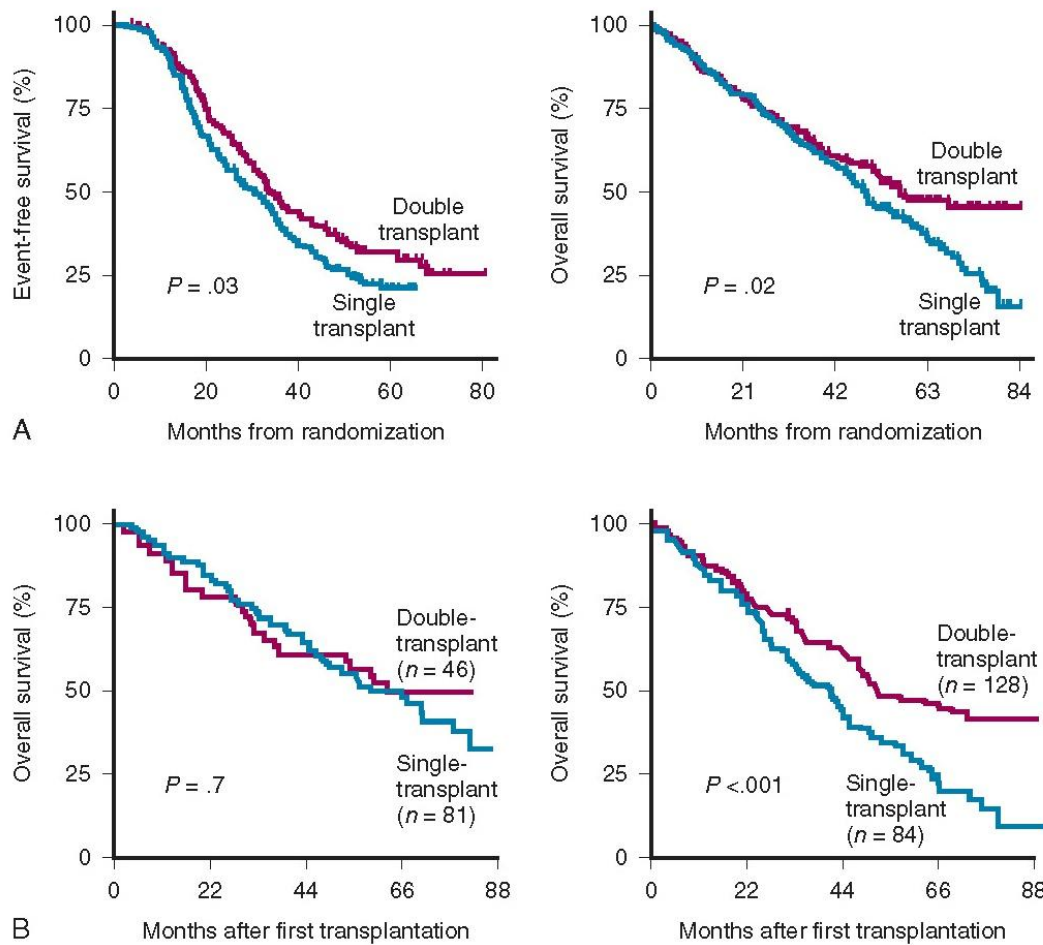 100
75
50
25
0
Event-free survival (%)
P = .03
Double
transplant
Single
transplant
0 20 40 60 80
Months from randomization
100
75
50
25
0
Overall survival (%)
P = .02
Double
transplant
Single
transplant
0 21 42 63 84
Months from randomization
A
100
75
50
25
0
Overall survival (%)
P = .7
Double-
transplant
(n = 46)
Single-
transplant
(n = 81)
0 22 44 66 88
Months after first transplantation
100
75
50
25
0
Overall survival (%)
P <.001
Double-
transplant
(n = 128)
Single-
transplant
(n = 84)
0 22 44 66 88
Months after first transplantation
B